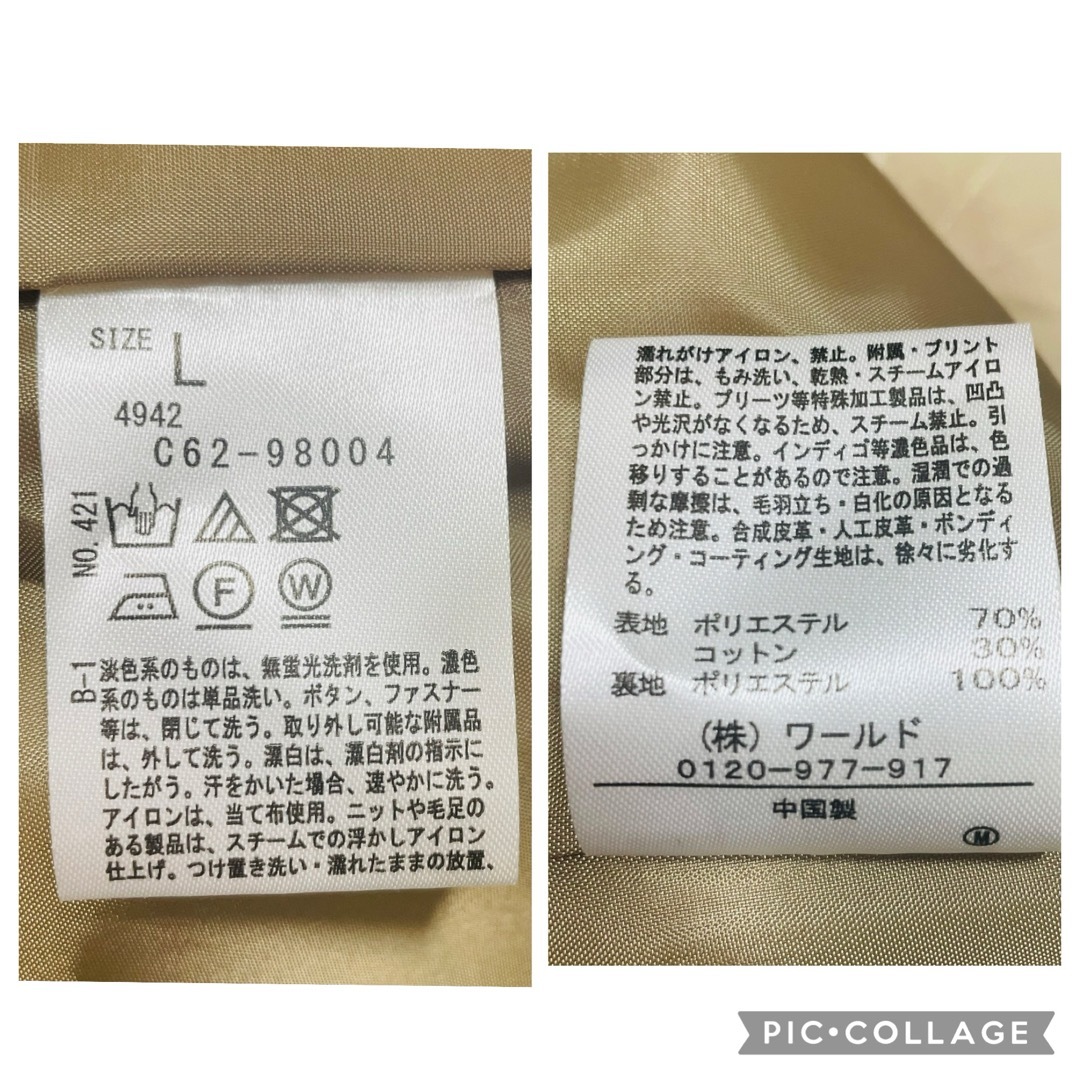 SIZE L
4942
C62-98004
NO. 421
F W
B-1
淡色系のものは、無蛍光洗剤を使用。濃色
系のものは単品洗い。ボタン、ファスナー
等は、閉じて洗う。取り外し可能な附属品
は、外して洗う。漂白は、漂白剤の指示に
したがう。汗をかいた場合、速やかに洗う。
アイロンは、当て布使用。ニットや毛足の
ある製品は、スチームでの浮かしアイロン
仕上げ。つけ置き洗い・濡れたままの放置、
濡れがけアイロン、禁止。附属・プリント
部分は、もみ洗い、乾熱・スチームアイロ
ン禁止。プリーツ等特殊加工製品は、凹凸
や光沢がなくなるため、スチーム禁止。引
っかけに注意。インディゴ等濃色品は、色
移りすることがあるので注意。湿潤での過
剰な摩擦は、毛羽立ち・白化の原因となる
ため注意。合成皮革・人工皮革・ボンディ
ング・コーティング生地は、徐々に劣化す
る。
表地 ポリエステル 70%
コットン 30%
裏地 ポリエステル 100%
(株) ワールド
0120-977-917
中国製
M
PIC•COLLAGE